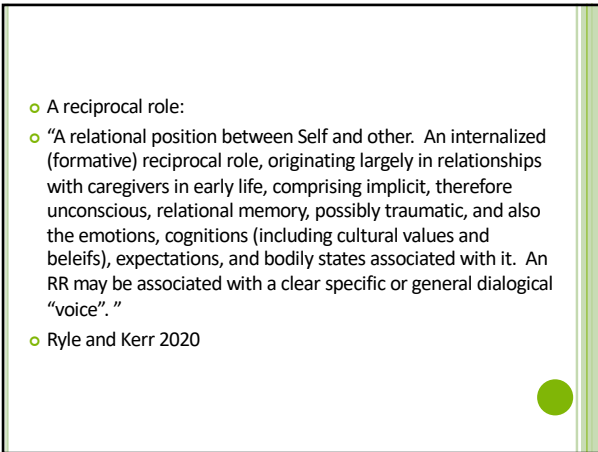 A reciprocal role:
“A relational position between Self and other.  An internalized
(formative) reciprocal role, originating largely in relationships
with caregivers in early life, comprising implicit, therefore
unconscious, relational memory, possibly traumatic, and also
the emotions, cognitions (including cultural values and
beleifs), expectations, and bodily states associated with it.  An
RR may be associated with a clear specific or general dialogical
“voice”. ”
Ryle and Kerr 2020